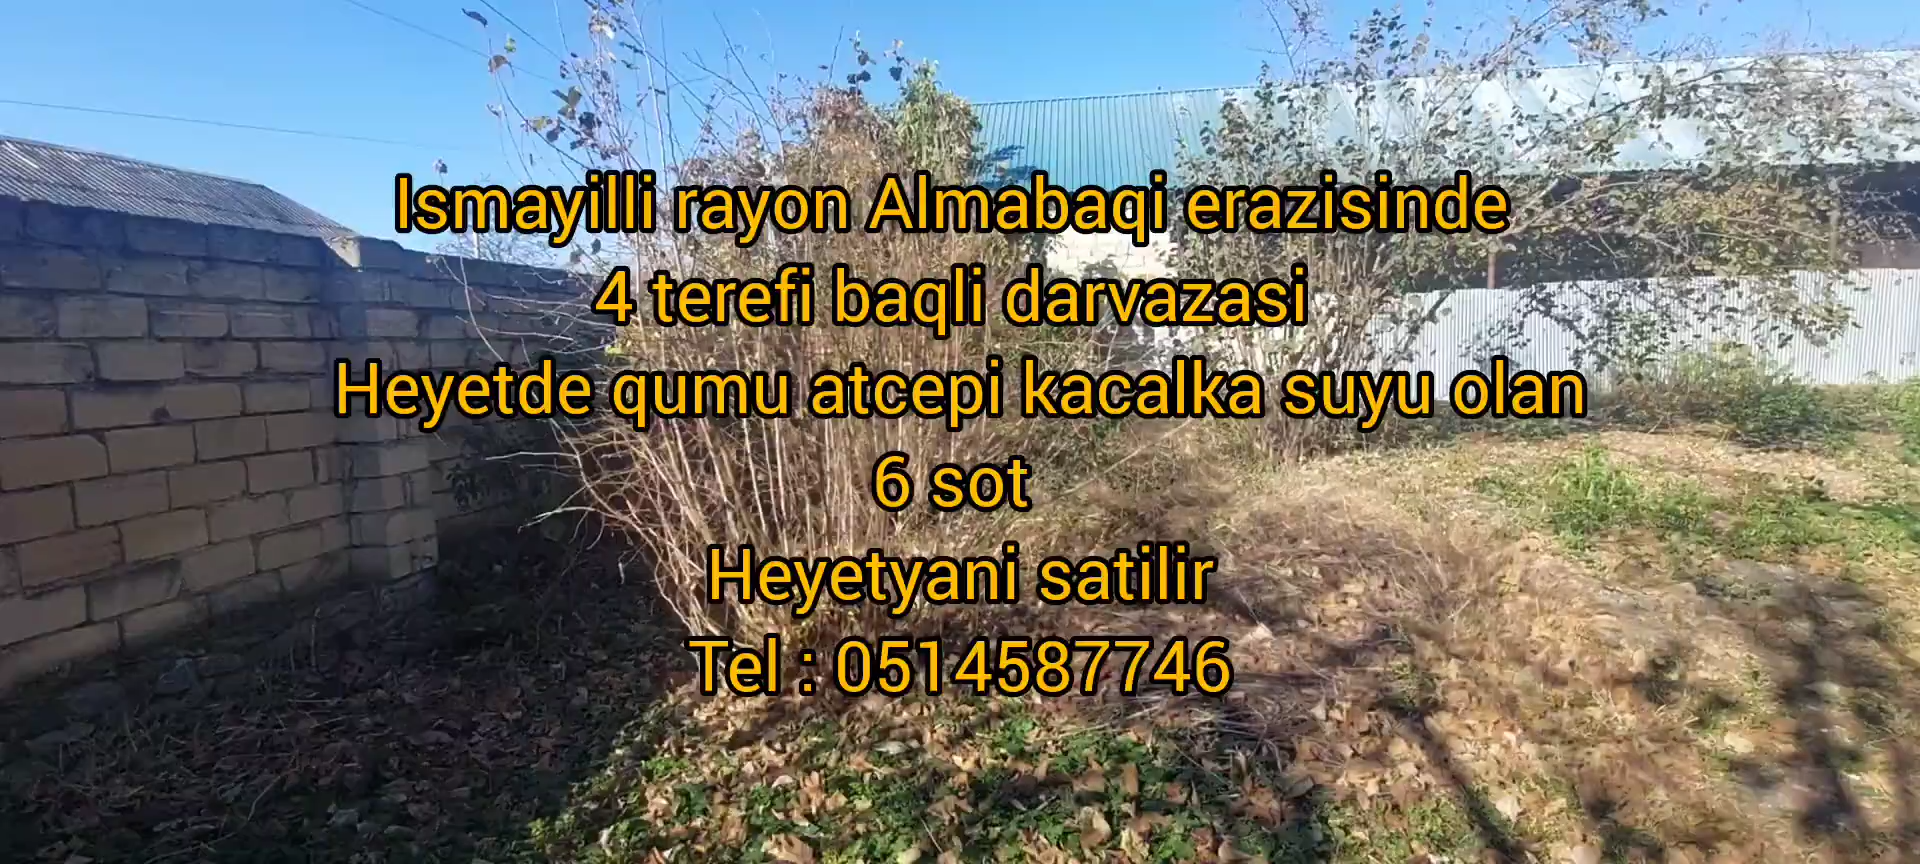 Ismayilli rayon Almabaqi erazisinde
4 terefi baqli darvazasi
Heyetde qumu atcepi kacalka suyu olan
6 sot
Heyetyani satilir
Tel : 0514587746